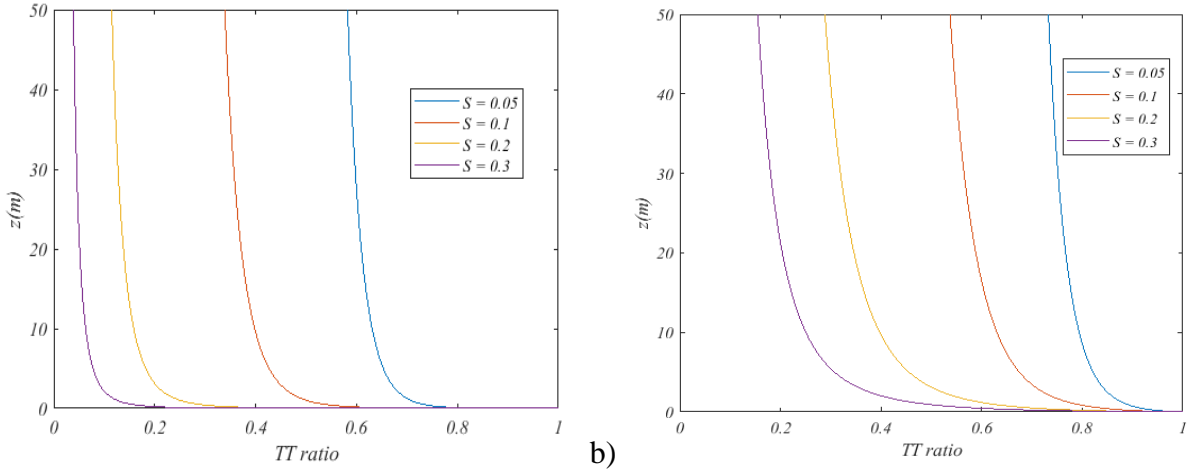 50
40
30
20
10
0
z(m)
S = 0.05
S = 0.1
S = 0.2
S = 0.3
0 0.2 0.4 0.6 0.8 1
TT ratio
b)
50
40
30
20
10
0
z(m)
S = 0.05
S = 0.1
S = 0.2
S = 0.3
0 0.2 0.4 0.6 0.8 1
TT ratio